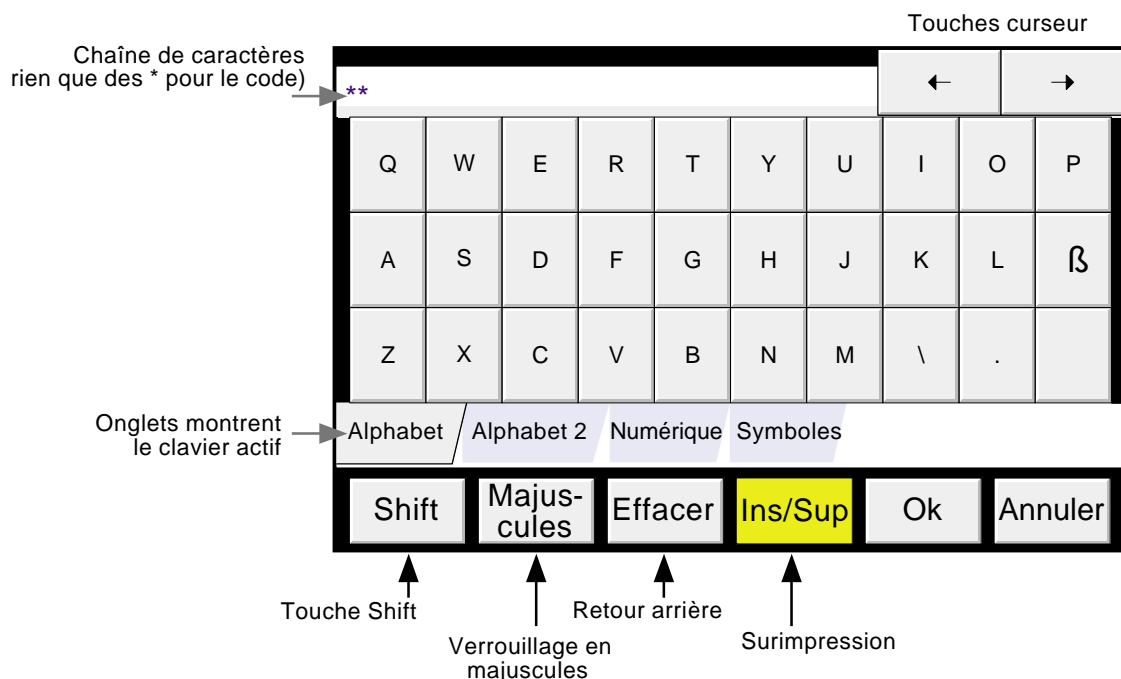 Touches curseur
Chaîne de caractères
rien que des * pour le code)
**
← →
Q W E R T Y U I O P
A S D F G H J K L ß
Z X C V B N M \ .
Onglets montrent
le clavier actif
Alphabet Alphabet 2 Numérique Symboles
Shift Majus-
cules Effacer Ins/Sup Ok Annuler
Touche Shift
Verrouillage en
majuscules
Retour arrière
Surimpression